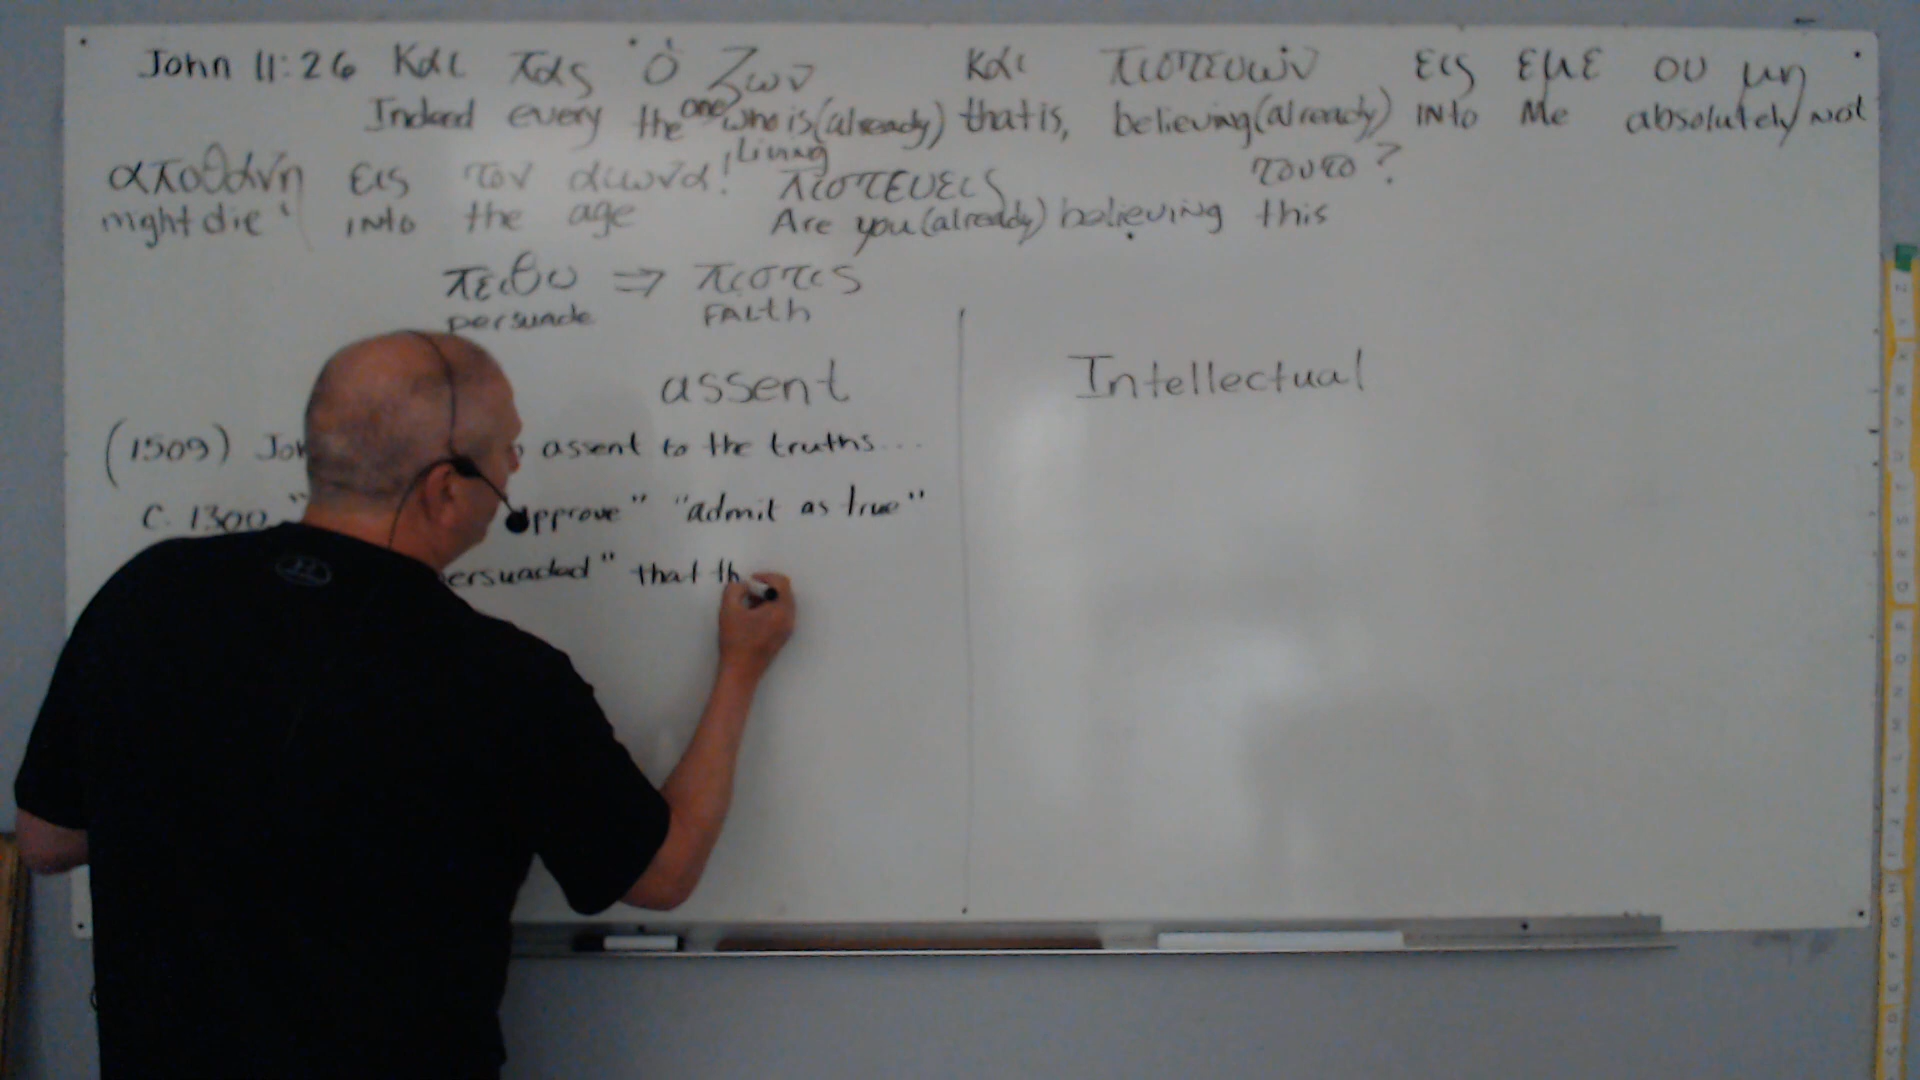 John 11:26 Και πας ὁ Ζων και πιστευων εις εμε ου μη
Indeed every the one who is (already) that is, believing (already) INto Me absolutely not
living
αποθανη εις τον αιωνα! πιστευεις τουτο?
might die INto the age Are you (already) believing this
πειθω ⇒ πιστις
persuade FAIth
assent Intellectual
(1509) assent to the truths...
C. 1300 "approve" "admit as true"
ersuaded" that th